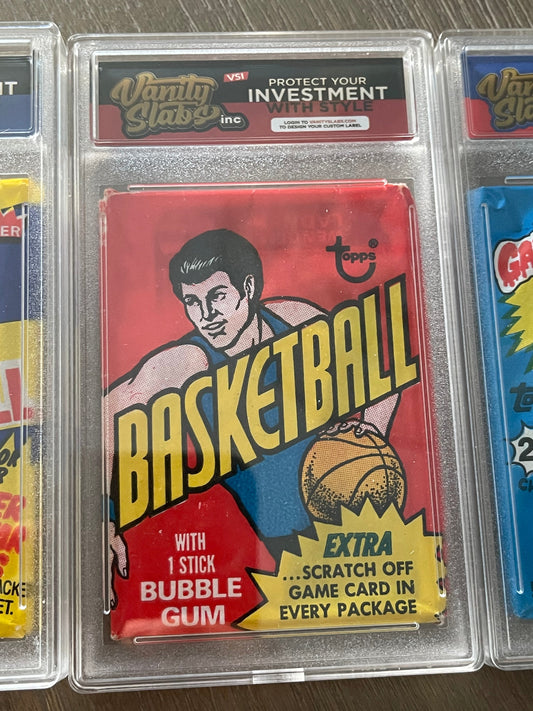 Vanity
Slabs
inc
VSI
PROTECT YOUR
INVESTMENT
WITH STYLE
LOGIN TO VANITYSLABS.COM
TO DESIGN YOUR CUSTOM LABEL
topps®
BASKETBALL
WITH
1 STICK
BUBBLE
GUM
EXTRA
...SCRATCH OFF
GAME CARD IN
EVERY PACKAGE